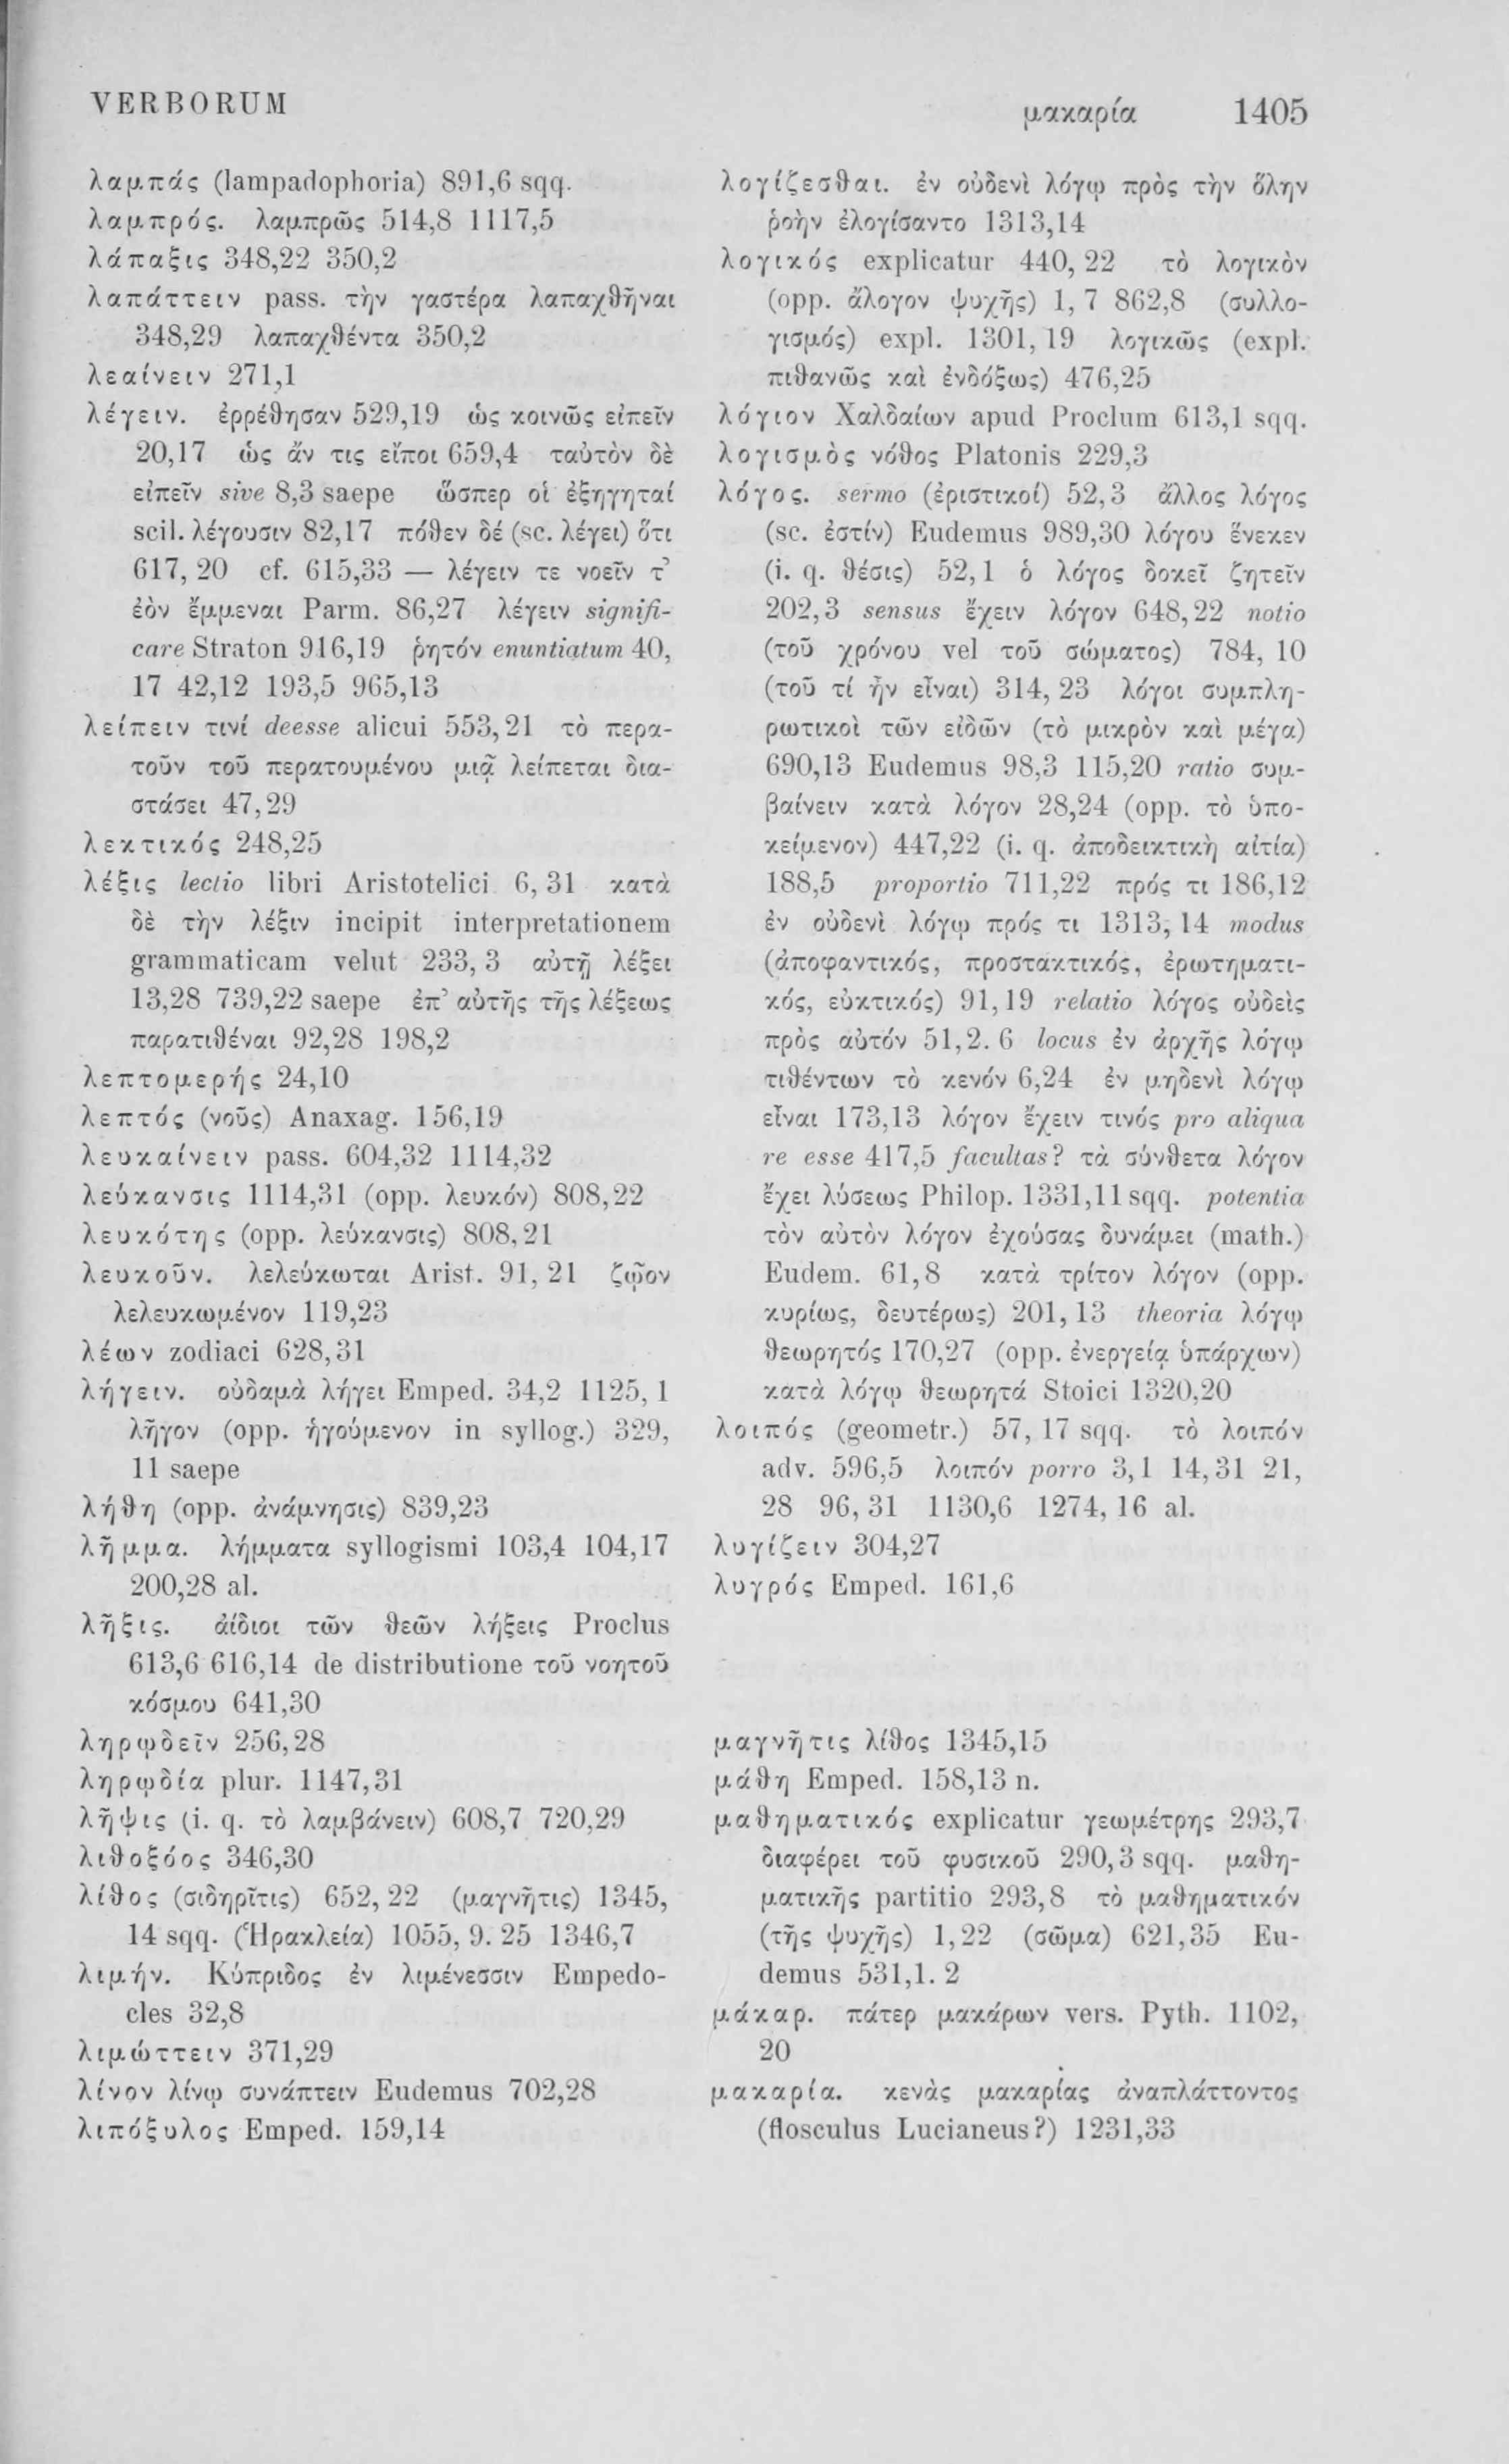 VERBORUM
μακαρία 1405
λαμπάς (lampadophoria) 891,6 sqq.
λαμπρός. λαμπρῶς 514,8 1117,5
λάπαξις 348,22 350,2
λαπάττειν pass. τὴν γαστέρα λαπαχϑῆναι
348,29 λαπαχϑέντα 350,2
λεαίνειν 271,1
λέγειν. ἐρρέϑησαν 529,19 ὡς κοινῶς εἰπεῖν
20,17 ὡς ἄν τις εἴποι 659,4 ταὐτὸν δὲ
εἰπεῖν sive 8,3 saepe ὥσπερ οἱ ἐξηγηταί
scil. λέγουσιν 82,17 πόϑεν δέ (sc. λέγει) ὅτι
617, 20 cf. 615,33 — λέγειν τε νοεῖν τ’
ἐὸν ἔμμεναι Parm. 86,27 λέγειν signifi-
care Straton 916,19 ῥητόν enuntiatum 40,
17 42,12 193,5 965,13
λείπειν τινί deesse alicui 553,21 τὸ περα-
τοῦν τοῦ περατουμένου μιᾷ λείπεται δια-
στάσει 47,29
λεκτικός 248,25
λέξις lectio libri Aristotelici 6, 31 κατὰ
δὲ τὴν λέξιν incipit interpretationem
grammaticam velut 233, 3 αὐτῇ λέξει
13,28 739,22 saepe ἐπ’ αὐτῆς τῆς λέξεως
παρατιϑέναι 92,28 198,2
λεπτομερής 24,10
λεπτός (νοῦς) Anaxag. 156,19
λευκαίνειν pass. 604,32 1114,32
λεύκανσις 1114,31 (opp. λευκόν) 808,22
λευκότης (opp. λεύκανσις) 808,21
λευκοῦν. λελεύκωται Arist. 91, 21 ζῷον
λελευκωμένον 119,23
λέων zodiaci 628,31
λήγειν. οὐδαμὰ λήγει Emped. 34,2 1125, 1
λῆγον (opp. ἡγούμενον in syllog.) 329,
11 saepe
λήϑη (opp. ἀνάμνησις) 839,23
λῆμμα. λήμματα syllogismi 103,4 104,17
200,28 al.
λῆξις. ἀίδιοι τῶν ϑεῶν λήξεις Proclus
613,6 616,14 de distributione τοῦ νοητοῦ
κόσμου 641,30
ληρῳδεῖν 256,28
ληρῳδία plur. 1147,31
λῆψις (i. q. τὸ λαμβάνειν) 608,7 720,29
λιϑοξόος 346,30
λίϑος (σιδηρῖτις) 652, 22 (μαγνῆτις) 1345,
14 sqq. (Ἡρακλεία) 1055, 9. 25 1346,7
λιμήν. Κύπριδος ἐν λιμένεσσιν Empedo-
cles 32,8
λιμώττειν 371,29
λίνον λίνῳ συνάπτειν Eudemus 702,28
λιπόξυλος Emped. 159,14
λογίζεσϑαι. ἐν οὐδενὶ λόγῳ πρὸς τὴν ὅλην
ῥοὴν ἐλογίσαντο 1313,14
λογικός explicatur 440, 22 τὸ λογικὸν
(opp. ἄλογον ψυχῆς) 1, 7 862,8 (συλλο-
γισμός) expl. 1301, 19 λογικῶς (expl.
πιϑανῶς καὶ ἐνδόξως) 476,25
λόγιον Χαλδαίων apud Proclum 613,1 sqq.
λογισμὸς νόϑος Platonis 229,3
λόγος. sermo (ἐριστικοί) 52,3 ἄλλος λόγος
(sc. ἐστίν) Eudemus 989,30 λόγου ἕνεκεν
(i. q. ϑέσις) 52,1 ὁ λόγος δοκεῖ ζητεῖν
202,3 sensus ἔχειν λόγον 648,22 notio
(τοῦ χρόνου vel τοῦ σώματος) 784, 10
(τοῦ τί ἦν εἶναι) 314, 23 λόγοι συμπλη-
ρωτικοὶ τῶν εἰδῶν (τὸ μικρὸν καὶ μέγα)
690,13 Eudemus 98,3 115,20 ratio συμ-
βαίνειν κατὰ λόγον 28,24 (opp. τὸ ὑπο-
κείμενον) 447,22 (i. q. ἀποδεικτικὴ αἰτία)
188,5 proportio 711,22 πρός τι 186,12
ἐν οὐδενὶ λόγῳ πρός τι 1313, 14 modus
(ἀποφαντικός, προστακτικός, ἐρωτηματι-
κός, εὐκτικός) 91,19 relatio λόγος οὐδεὶς
πρὸς αὐτόν 51,2. 6 locus ἐν ἀρχῆς λόγῳ
τιϑέντων τὸ κενόν 6,24 ἐν μηδενὶ λόγῳ
εἶναι 173,13 λόγον ἔχειν τινός pro aliqua
re esse 417,5 facultas? τὰ σύνϑετα λόγον
ἔχει λύσεως Philop. 1331,11 sqq. potentia
τὸν αὐτὸν λόγον ἐχούσας δυνάμει (math.)
Eudem. 61,8 κατὰ τρίτον λόγον (opp.
κυρίως, δευτέρως) 201, 13 theoria λόγῳ
ϑεωρητός 170,27 (opp. ἐνεργείᾳ ὑπάρχων)
κατὰ λόγῳ ϑεωρητά Stoici 1320,20
λοιπός (geometr.) 57, 17 sqq. τὸ λοιπόν
adv. 596,5 λοιπόν porro 3,1 14,31 21,
28 96, 31 1130,6 1274, 16 al.
λυγίζειν 304,27
λυγρός Emped. 161,6
μαγνῆτις λίϑος 1345,15
μάϑη Emped. 158,13 n.
μαϑηματικός explicatur γεωμέτρης 293,7
διαφέρει τοῦ φυσικοῦ 290, 3 sqq. μαϑη-
ματικῆς partitio 293,8 τὸ μαϑηματικόν
(τῆς ψυχῆς) 1,22 (σῶμα) 621,35 Eu-
demus 531,1. 2
μάκαρ. πάτερ μακάρων vers. Pyth. 1102,
20
μακαρία. κενὰς μακαρίας ἀναπλάττοντος
(flosculus Lucianeus?) 1231,33